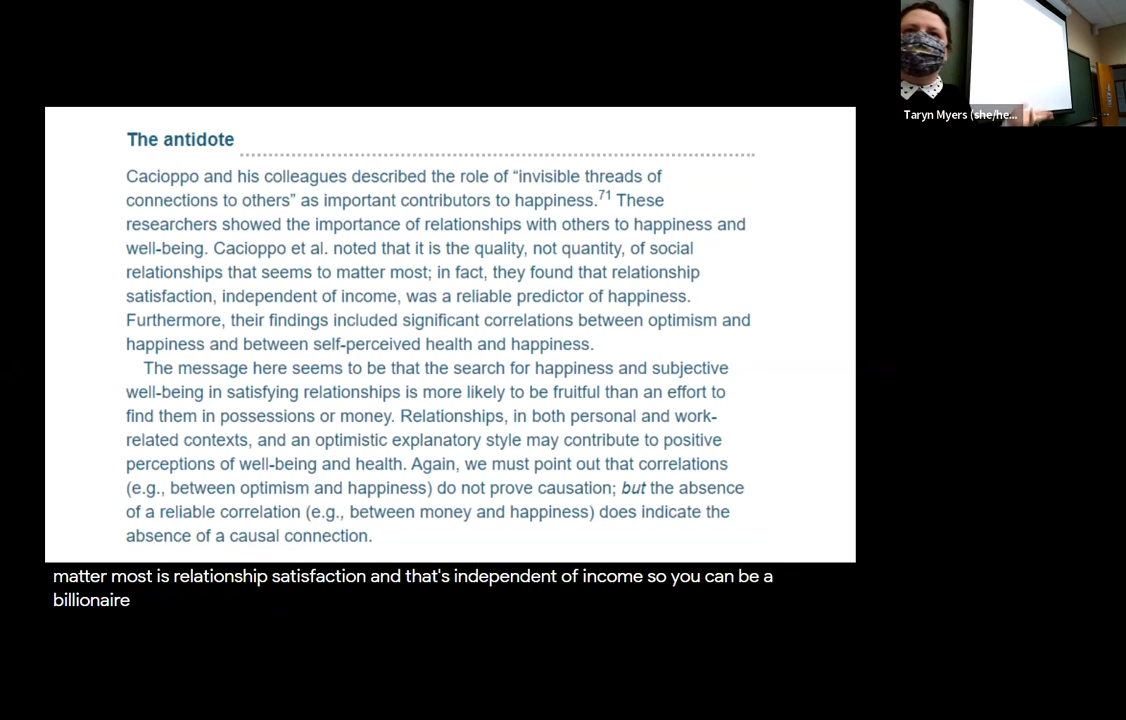 Taryn Myers (she/he...
The antidote
Cacioppo and his colleagues described the role of “invisible threads of
connections to others” as important contributors to happiness.71 These
researchers showed the importance of relationships with others to happiness and
well-being. Cacioppo et al. noted that it is the quality, not quantity, of social
relationships that seems to matter most; in fact, they found that relationship
satisfaction, independent of income, was a reliable predictor of happiness.
Furthermore, their findings included significant correlations between optimism and
happiness and between self-perceived health and happiness.
The message here seems to be that the search for happiness and subjective
well-being in satisfying relationships is more likely to be fruitful than an effort to
find them in possessions or money. Relationships, in both personal and work-
related contexts, and an optimistic explanatory style may contribute to positive
perceptions of well-being and health. Again, we must point out that correlations
(e.g., between optimism and happiness) do not prove causation; but the absence
of a reliable correlation (e.g., between money and happiness) does indicate the
absence of a causal connection.
matter most is relationship satisfaction and that's independent of income so you can be a
billionaire